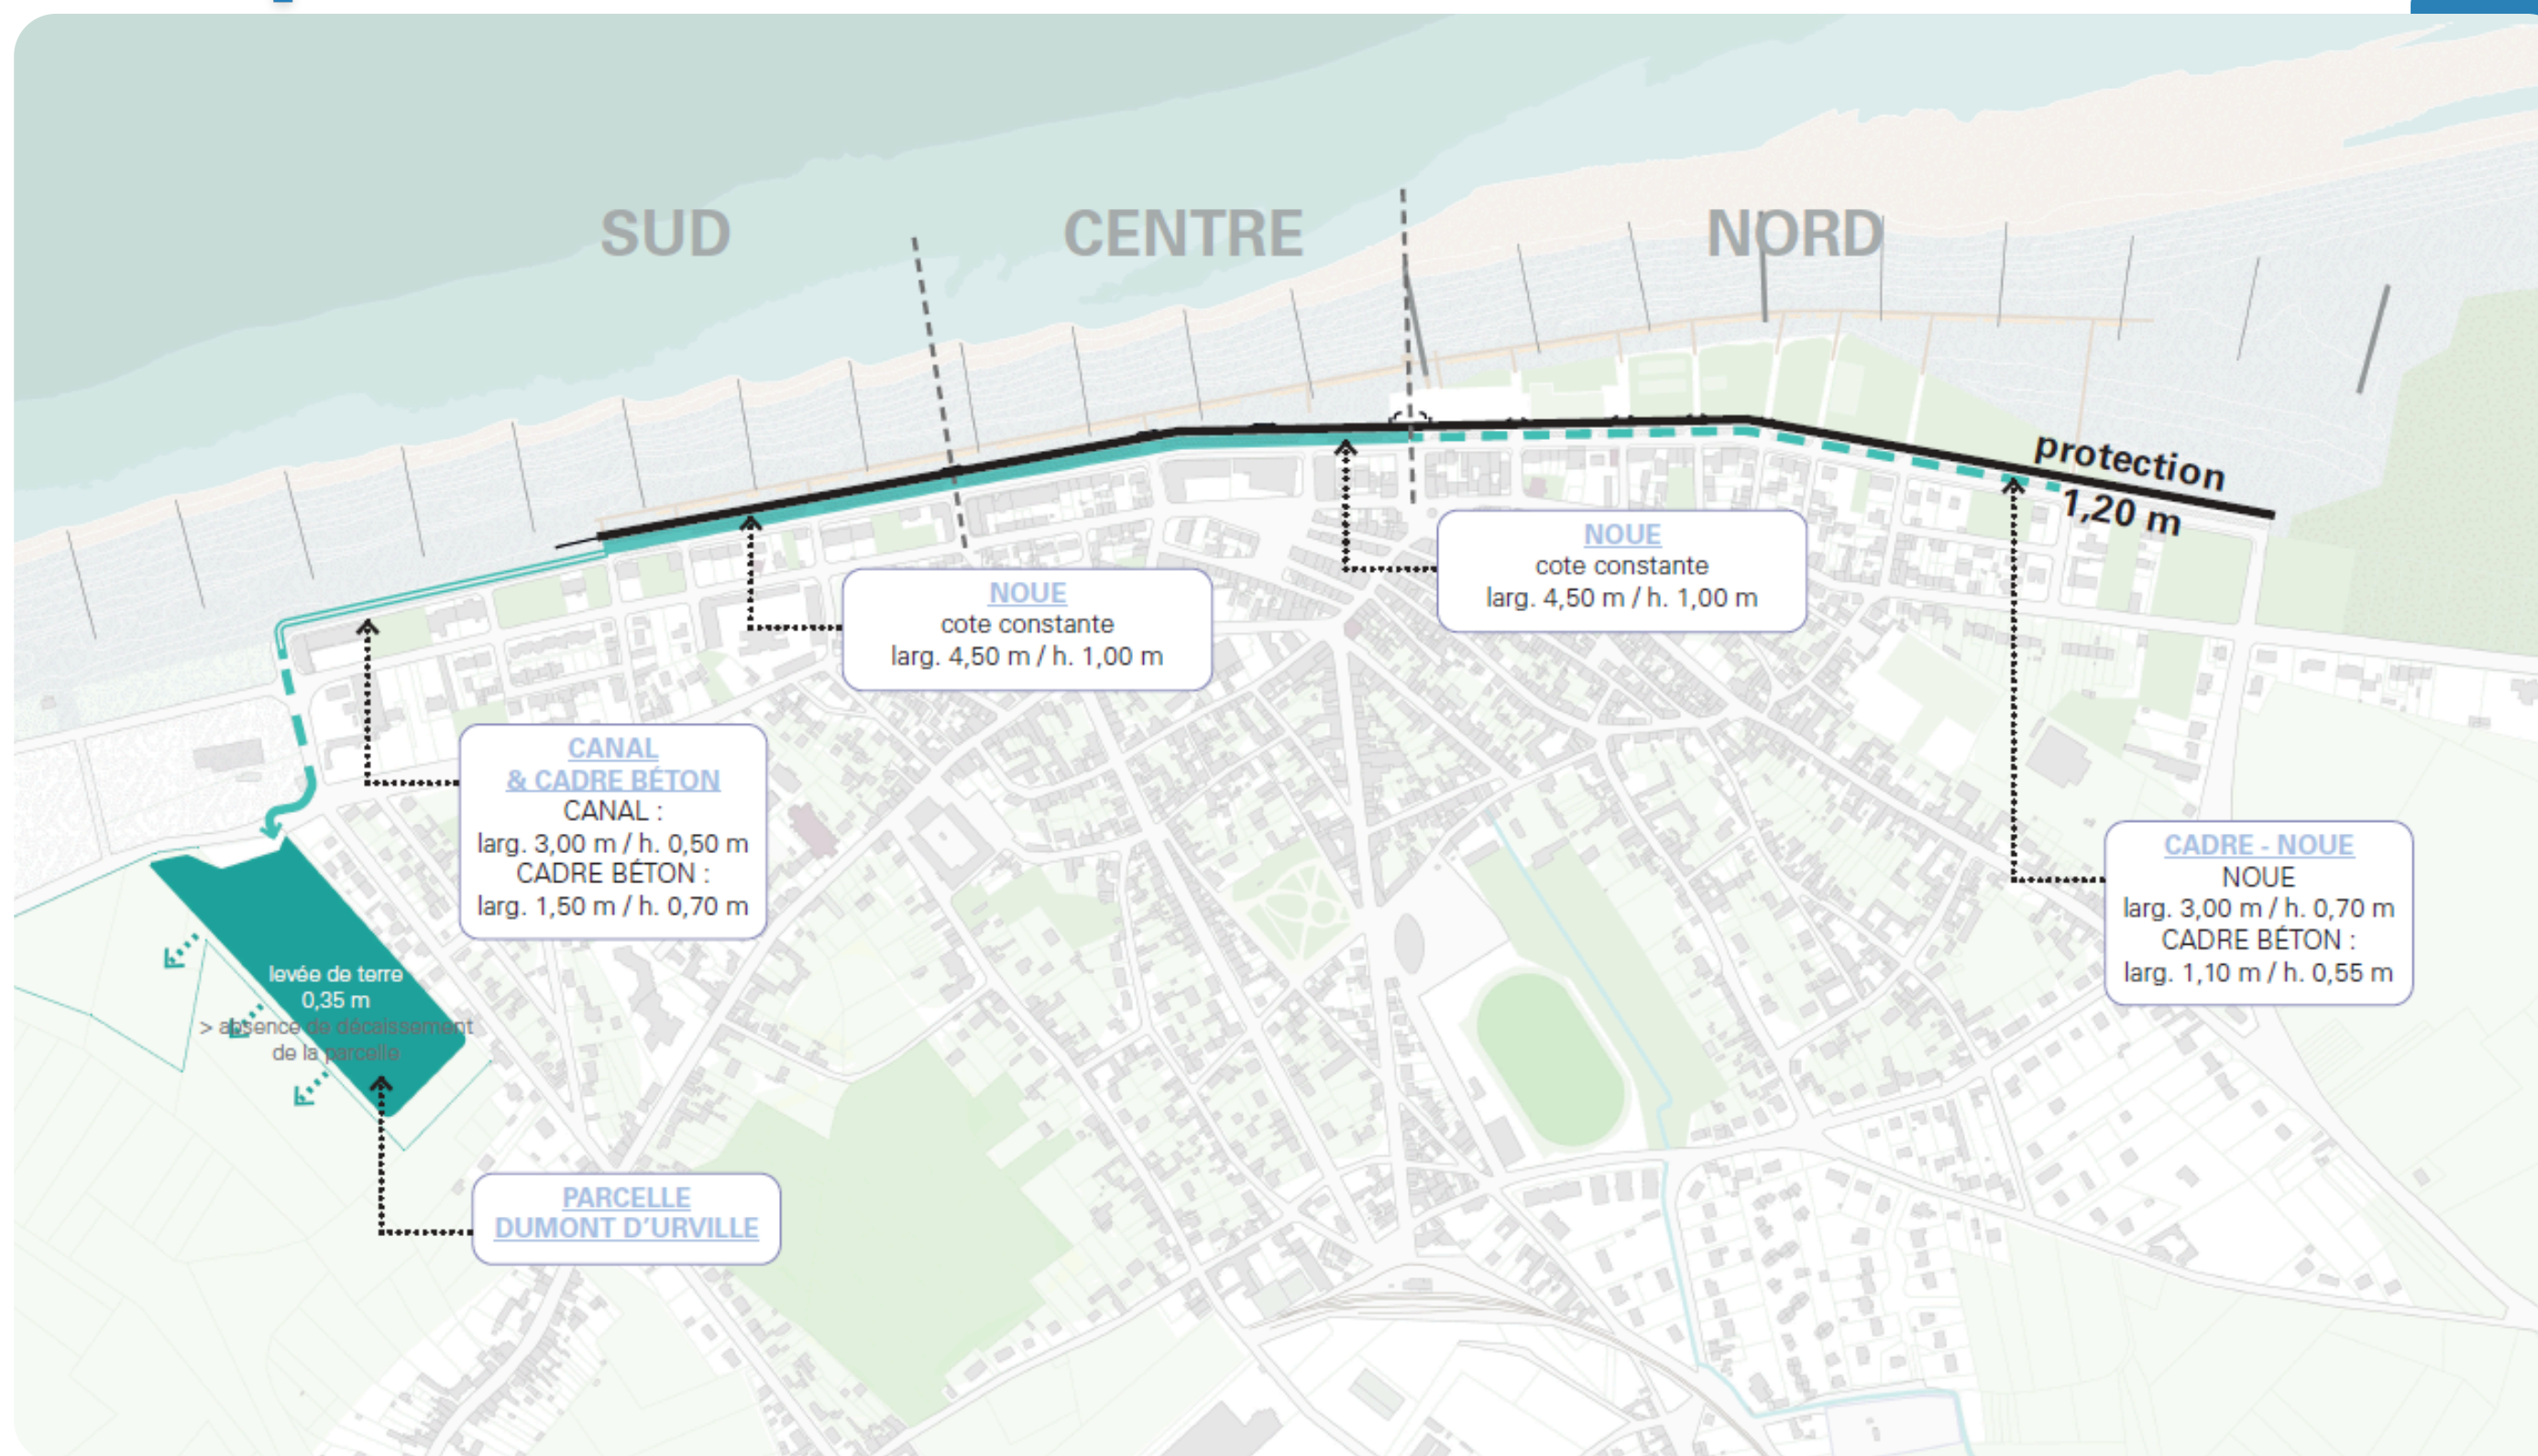 SUD
CENTRE
NORD
protection
1,20 m
NOUE
cote constante
larg. 4,50 m / h. 1,00 m
NOUE
cote constante
larg. 4,50 m / h. 1,00 m
CANAL
& CADRE BÉTON
CANAL :
larg. 3,00 m / h. 0,50 m
CADRE BÉTON :
larg. 1,50 m / h. 0,70 m
CADRE - NOUE
NOUE
larg. 3,00 m / h. 0,70 m
CADRE BÉTON :
larg. 1,10 m / h. 0,55 m
levée de terre
0,35 m
> absence de décaissement
de la parcelle
PARCELLE
DUMONT D'URVILLE